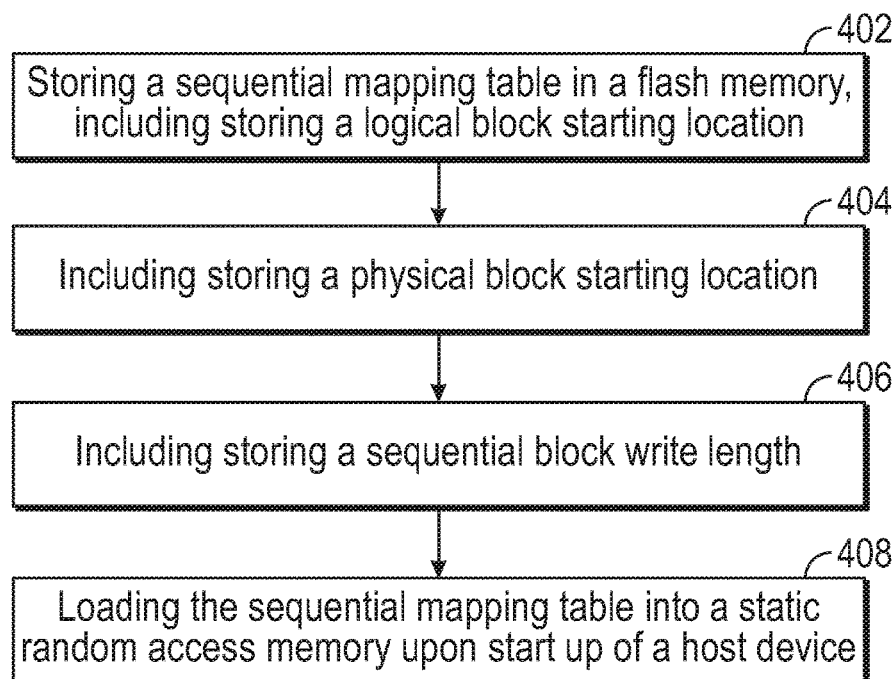 402
Storing a sequential mapping table in a flash memory,
including storing a logical block starting location
404
Including storing a physical block starting location
406
Including storing a sequential block write length
408
Loading the sequential mapping table into a static
random access memory upon start up of a host device